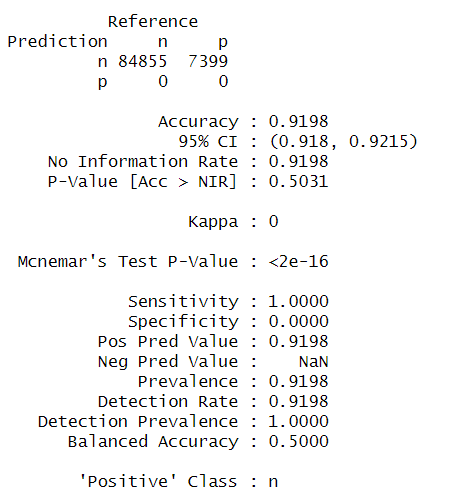 Reference
Prediction n p
n 84855 7399
p 0 0
Accuracy : 0.9198
95% CI : (0.918, 0.9215)
No Information Rate : 0.9198
P-Value [Acc > NIR] : 0.5031
Kappa : 0
Mcnemar's Test P-Value : <2e-16
Sensitivity : 1.0000
Specificity : 0.0000
Pos Pred Value : 0.9198
Neg Pred Value : NaN
Prevalence : 0.9198
Detection Rate : 0.9198
Detection Prevalence : 1.0000
Balanced Accuracy : 0.5000
'Positive' Class : n